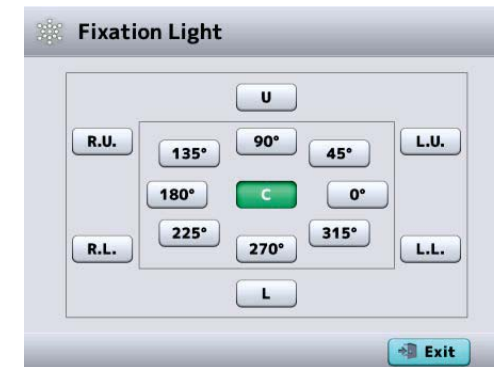 Fixation Light
U
R.U. 135° 90° 45° L.U.
180° C 0°
R.L. 225° 270° 315° L.L.
L
Exit